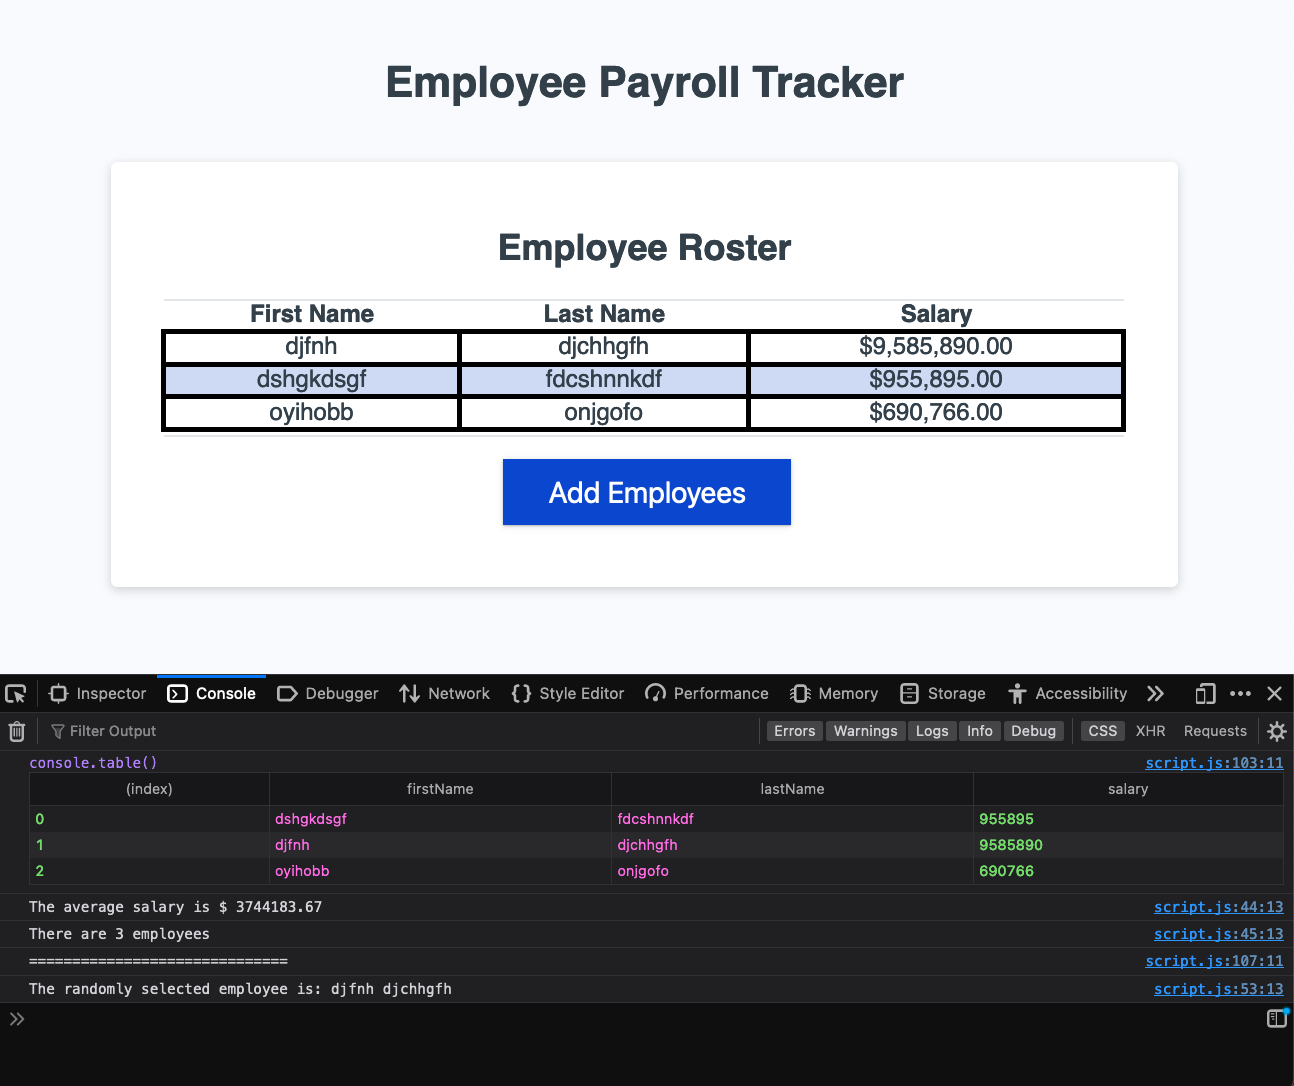 Employee Payroll Tracker
Employee Roster
First Name Last Name Salary
djfnh djchhgfh $9,585,890.00
dshgkdsgf fdcshnnkdf $955,895.00
oyihobb onjgofo $690,766.00
Add Employees
Inspector Console Debugger Network Style Editor Performance Memory Storage Accessibility
Filter Output Errors Warnings Logs Info Debug CSS XHR Requests
console.table() script.js:103:11
(index) firstName lastName salary
0 dshgkdsgf fdcshnnkdf 955895
1 djfnh djchhgfh 9585890
2 oyihobb onjgofo 690766
The average salary is $ 3744183.67 script.js:44:13
There are 3 employees script.js:45:13
============================== script.js:107:11
The randomly selected employee is: djfnh djchhgfh script.js:53:13